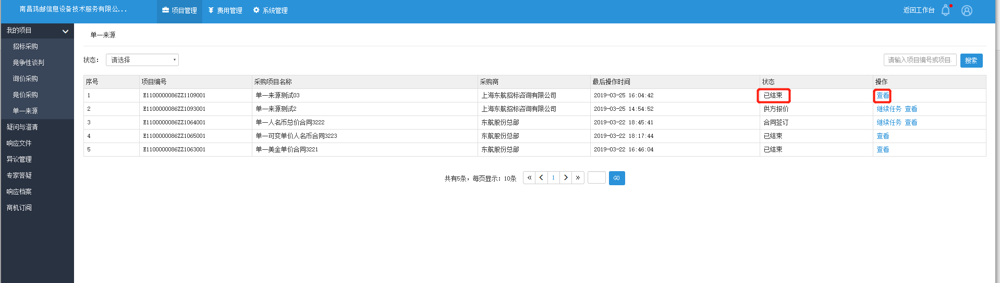 南昌鸿邮信息设备技术服务有限公... 项目管理 费用管理 系统管理 返回工作台
我的项目
招标采购
竞争性谈判
询价采购
竞价采购
单一来源
疑问与澄清
响应文件
异议管理
专家答疑
响应档案
商机订阅
单一来源
状态： 请选择 请输入项目编号或项目 搜索
序号 项目编号 采购项目名称 采购商 最后操作时间 状态 操作
1 E1100000086ZZ1109001 单一来源测试03 上海东航招标咨询有限公司 2019-03-25 16:04:42 已结束 查看
2 E1100000086ZZ1093001 单一来源测试2 上海东航招标咨询有限公司 2019-03-25 14:54:52 供方报价 继续任务 查看
3 E1100000086ZZ1064001 单一人名币总价合同3222 东航股份总部 2019-03-22 18:45:41 合同签订 继续任务 查看
4 E1100000086ZZ1065001 单一可变单价人名币合同3223 东航股份总部 2019-03-22 18:17:44 已结束 查看
5 E1100000086ZZ1063001 单一美金单价合同3221 东航股份总部 2019-03-22 16:46:04 已结束 查看
共有5条，每页显示：10条 « < 1 > » GO